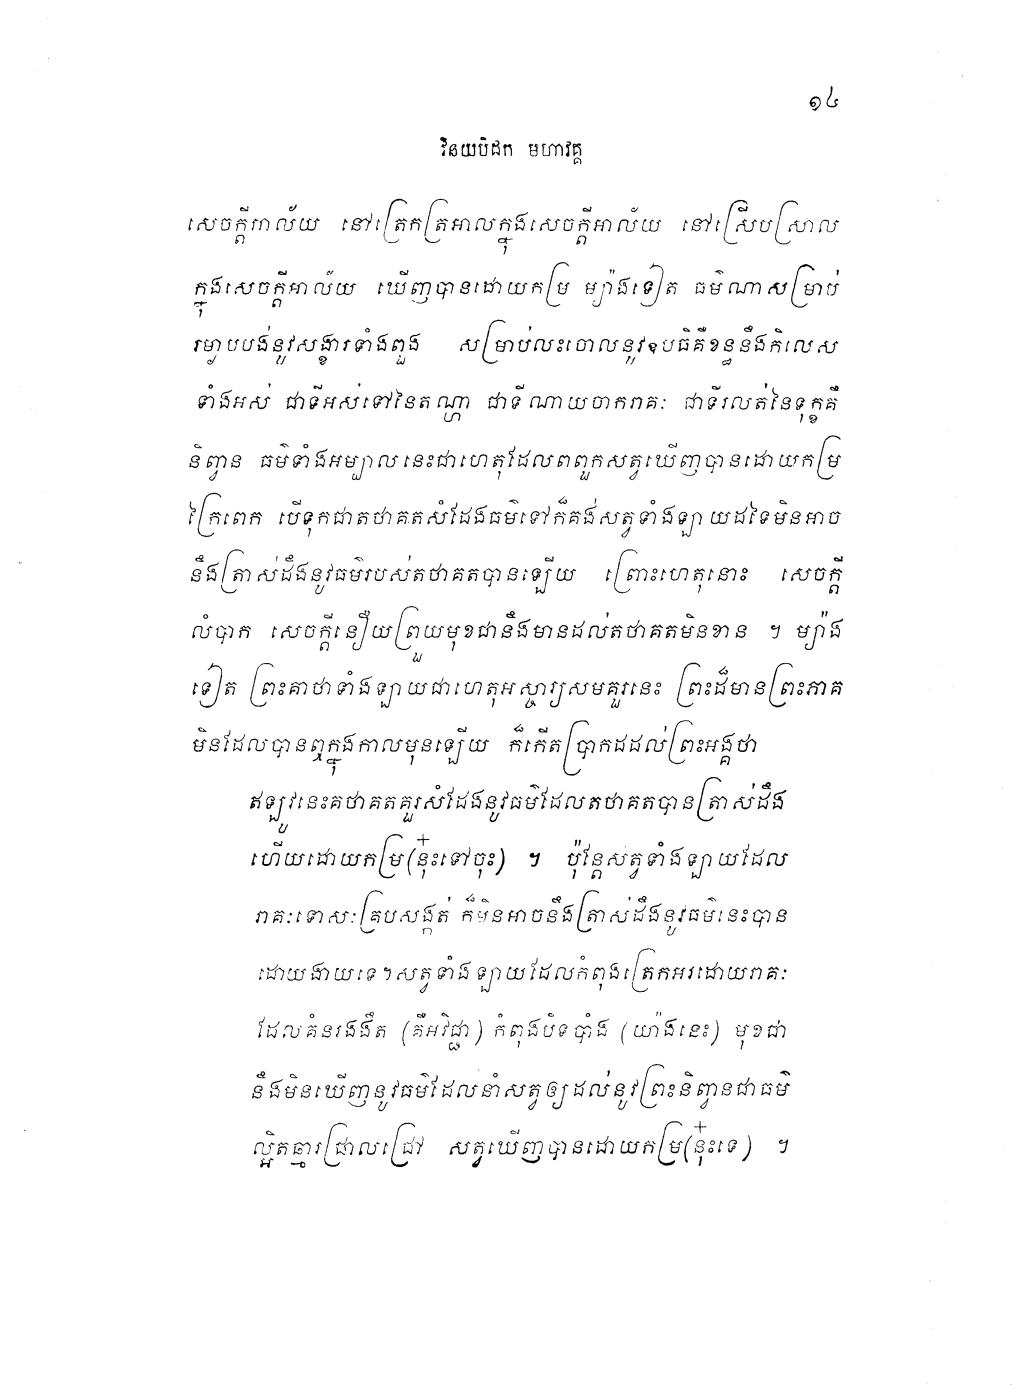 ១៤
វិនយបិដក មហាវគ្គ
សេចក្តីអាល័យ នៅត្រេកត្រអាលក្នុងសេចក្តីអាល័យ នៅស្រើបស្រាល
ក្នុងសេចក្តីអាល័យ ឃើញបានដោយកម្រ ម្យ៉ាងទៀត ធម៌ណាសម្រាប់
រម្ងាប់បង់នូវសង្ខារទាំងពួង សម្រាប់លះចោលនូវឧបធិគឺខន្ធនឹងកិលេស
ទាំងអស់ ជាទីអស់ទៅនៃតណ្ហា ជាទីណាយចាករាគៈ ជាទីរលត់នៃទុក្ខគឺ
និញ្វន ធម៌ទាំងអម្បាលនេះជាហេតុដែលពពួកសត្វឃើញបានដោយកម្រ
ក្រៃពេក បើទុកជាតថាគតសំដែងធម៌ទៅក៏គង់សត្វទាំងឡាយដទៃមិនអាច
នឹងត្រាស់ដឹងនូវធម៌របស់តថាគតបានឡើយ ព្រោះហេតុនោះ សេចក្តី
លំបាក សេចក្តីនឿយព្រួយមុខជានឹងមានដល់តថាគតមិនខាន ។ ម្យ៉ាង
ទៀត ព្រះគាថាទាំងឡាយជាហេតុអស្ចារ្យសមគួរនេះ ព្រះដ៏មានព្រះភាគ
មិនដែលបានឮក្នុងកាលមុនឡើយ ក៏កើតប្រាកដដល់ព្រះអង្គថា
ឥឡូវនេះគថាគតគួរសំដែងនូវធម៌ដែលតថាគតបានត្រាស់ដឹង
ហើយដោយកម្រ(នុ៎ះទៅចុះ) ។ ប៉ុន្តែសត្វទាំងឡាយដែល
រាគៈទោសៈគ្របសង្កត់ ក៏មិនអាចនឹងត្រាស់ដឹងនូវធម៌នេះបាន
ដោយងាយទេ។សត្វទាំងឡាយដែលកំពុងត្រេកអរដោយរាគៈ
ដែលគំនរងងឹត (គឺអវិជ្ជា) កំពុងបិទបាំង (យ៉ាងនេះ) មុខជា
នឹងមិនឃើញនូវធម៌ដែលនាំសត្វឲ្យដល់នូវព្រះនិព្វានជាធម៌
ល្អិតធ្មារជ្រាលជ្រៅ សត្វឃើញបានដោយកម្រ(នុ៎ះទេ) ។